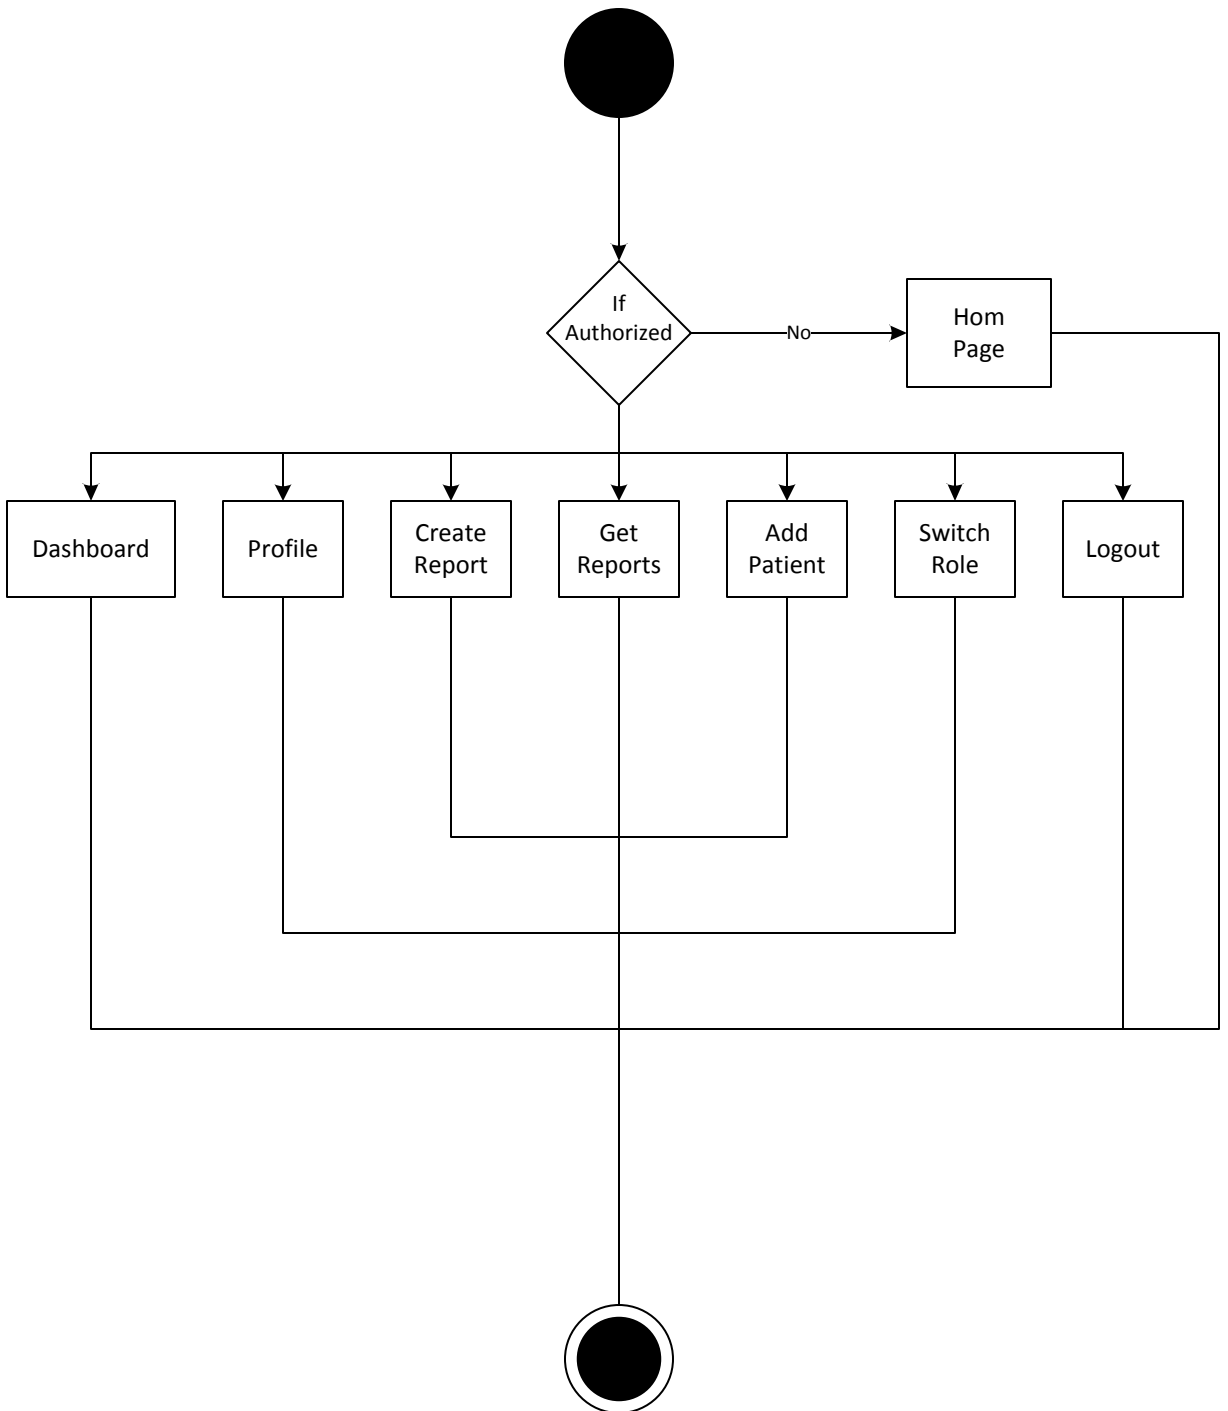 If
Authorized
No
Hom
Page
Dashboard
Profile
Create
Report
Get
Reports
Add
Patient
Switch
Role
Logout